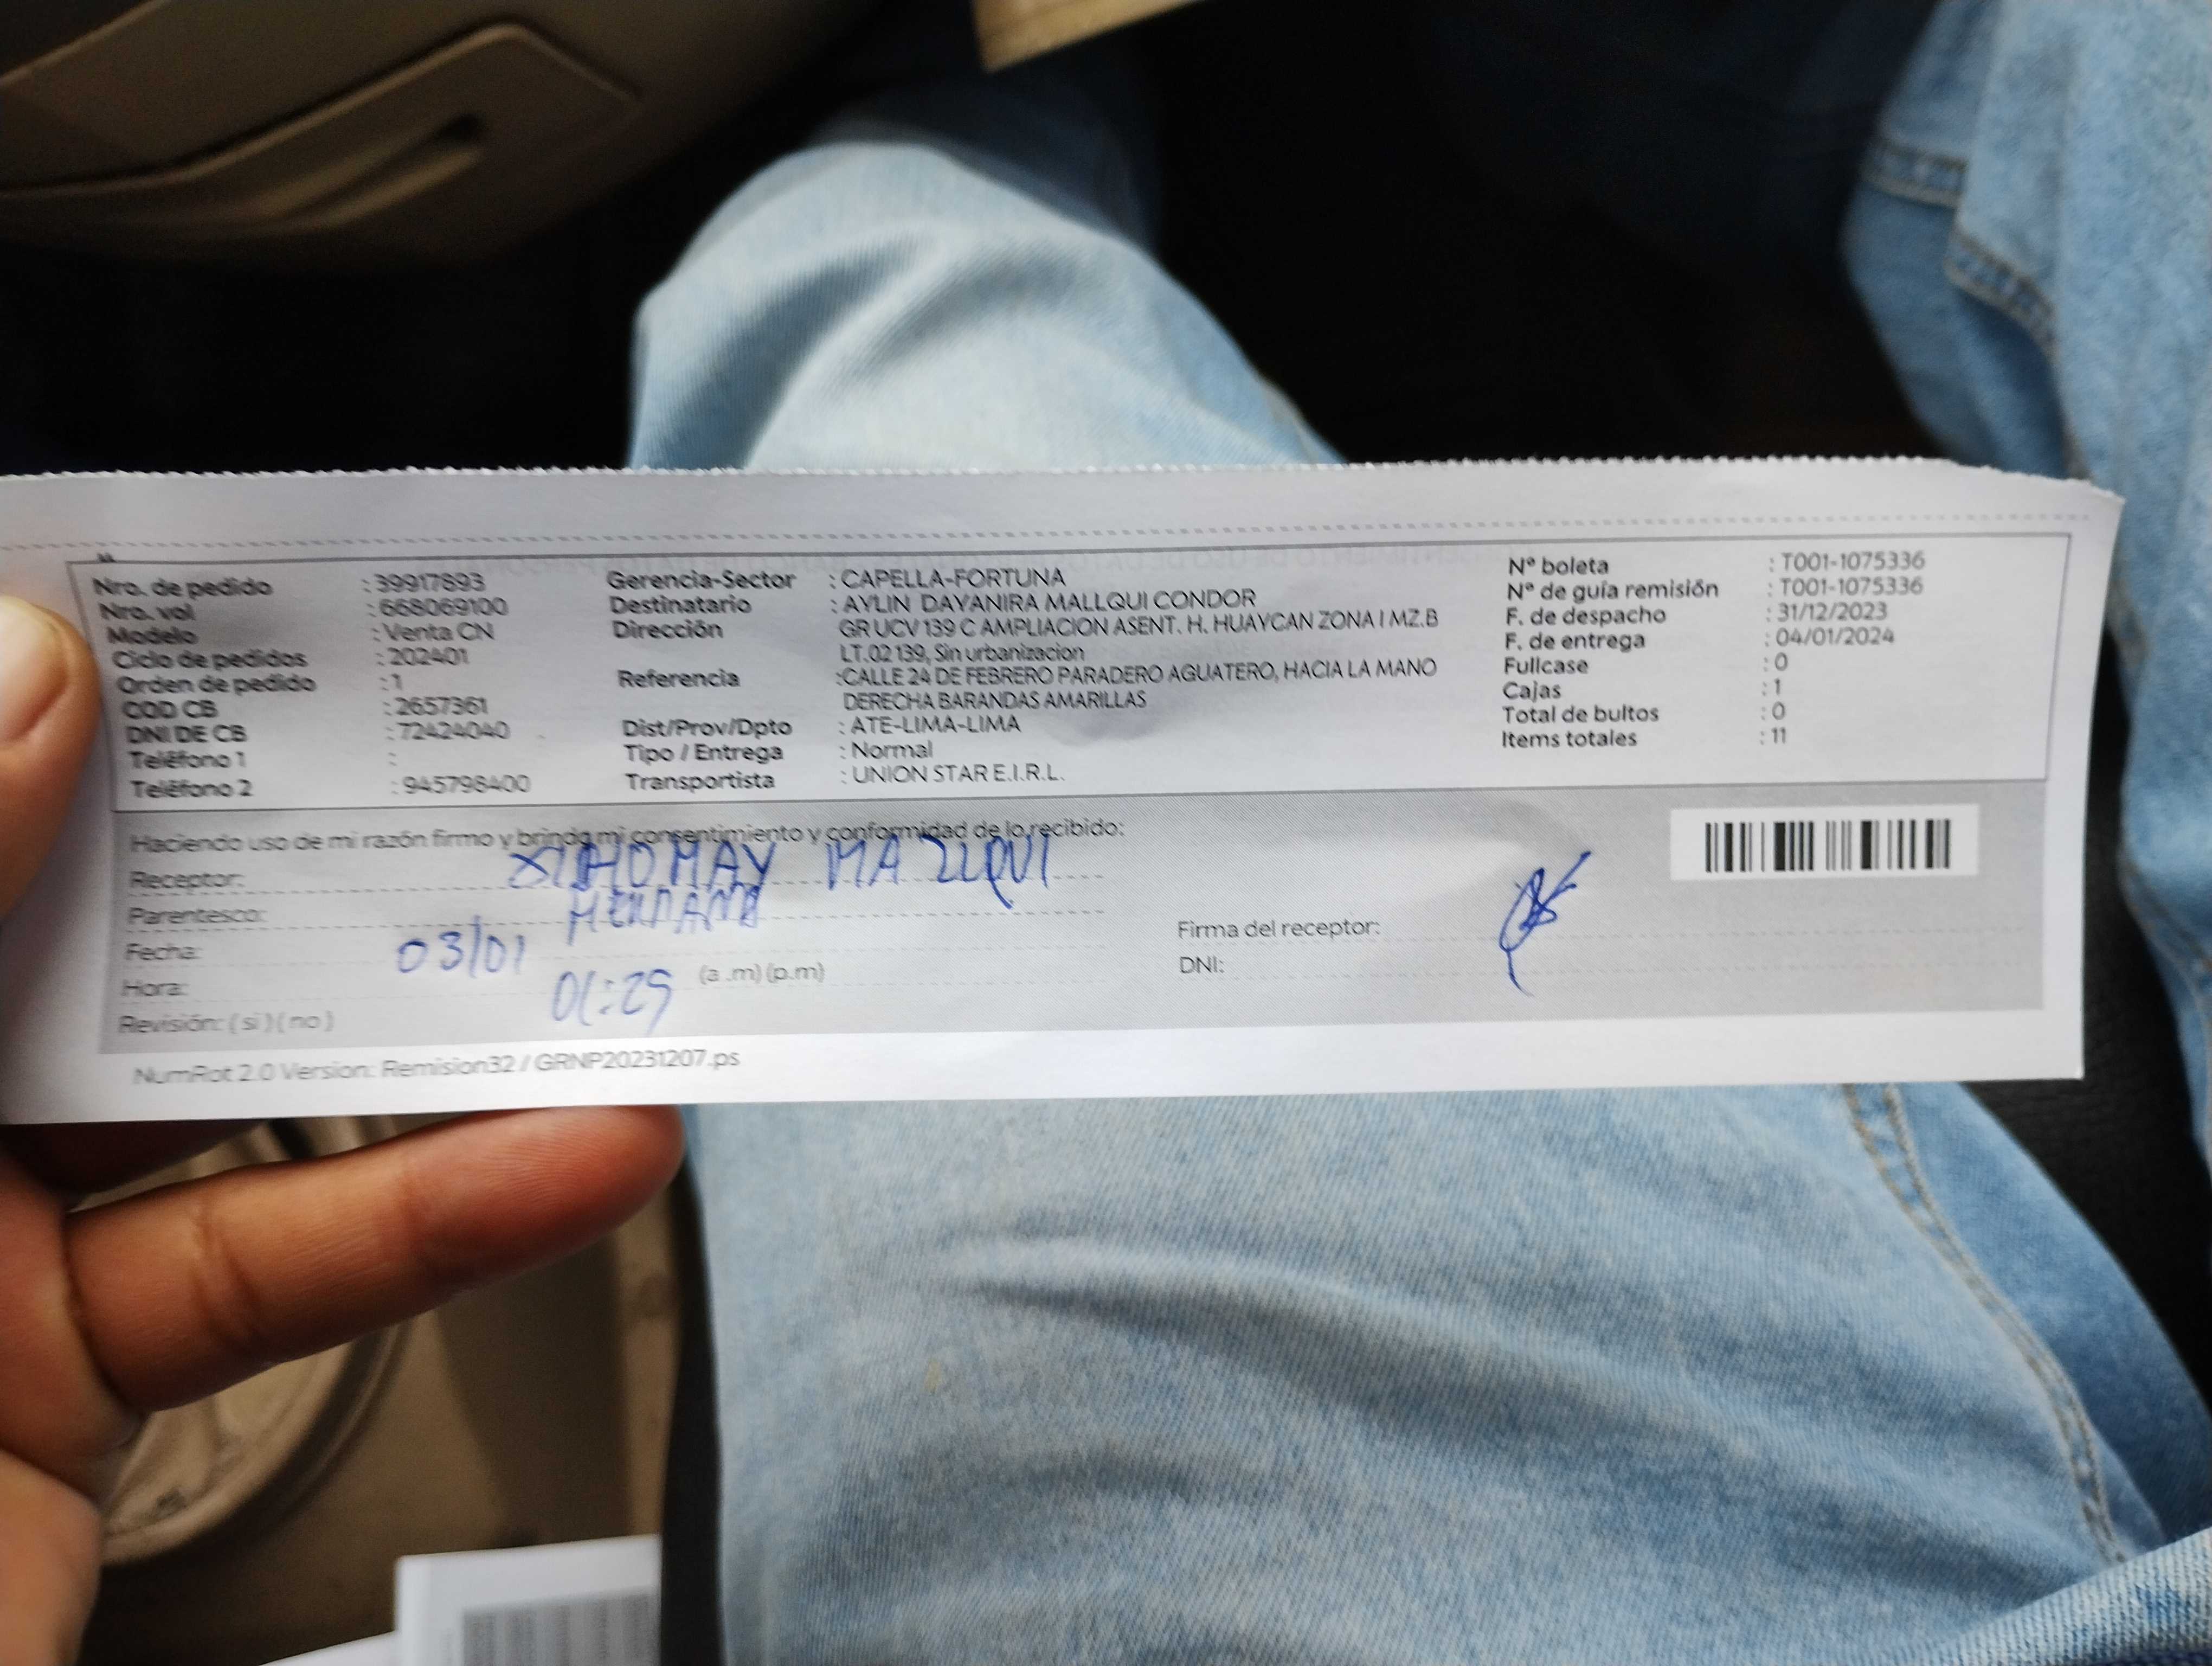 Nro. de pedido : 39917893
Nro. vol : 668069100
Modelo : Venta CN
Ciclo de pedidos : 202401
Orden de pedido : 1
COD CB : 2657361
DNI DE CB : 72424040
Teléfono 1 :
Teléfono 2 : 945798400
Gerencia-Sector : CAPELLA-FORTUNA
Destinatario : AYLIN DAYANIRA MALLQUI CONDOR
Dirección GR UCV 139 C AMPLIACION ASENT. H. HUAYCAN ZONA I MZ.B
LT.02 139, Sin urbanizacion
Referencia :CALLE 24 DE FEBRERO PARADERO AGUATERO, HACIA LA MANO
DERECHA BARANDAS AMARILLAS
Dist/Prov/Dpto : ATE-LIMA-LIMA
Tipo / Entrega : Normal
Transportista : UNION STAR E.I.R.L.
Nº boleta : T001-1075336
Nº de guía remisión : T001-1075336
F. de despacho : 31/12/2023
F. de entrega : 04/01/2024
Fullcase : 0
Cajas : 1
Total de bultos : 0
Items totales : 11
Haciendo uso de mi razón firmo y brindo mi consentimiento y conformidad de lo recibido:
Receptor:
Parentesco:
Fecha: 03/01
Hora: (a .m) (p.m)
Revisión: ( si ) ( no )
Firma del receptor:
DNI:
NumRot 2.0 Version: Remision32 / GRNP20231207.ps